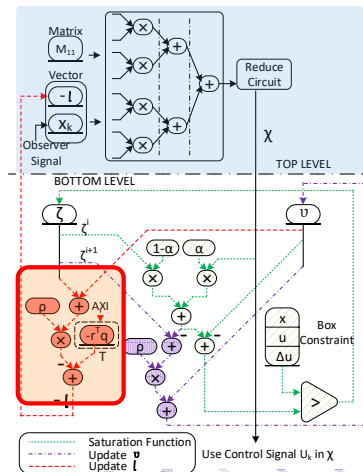 Matrix
M₁₁
Vector
-l
Xₖ
Observer
Signal
×
×
×
×
+
+
+
Reduce
Circuit
χ
TOP LEVEL
BOTTOM LEVEL
ζ
ζⁱ
υ
ζⁱ⁺¹
1-α
α
×
×
+
ρ
+
AXI
×
-rᵀq
T
-
+
-l
ρ
+
-
×
+
+
-
x
u
Δu
Box
Constraint
>
Saturation Function
Update υ
Update l
Use Control Signal Uₖ in χ